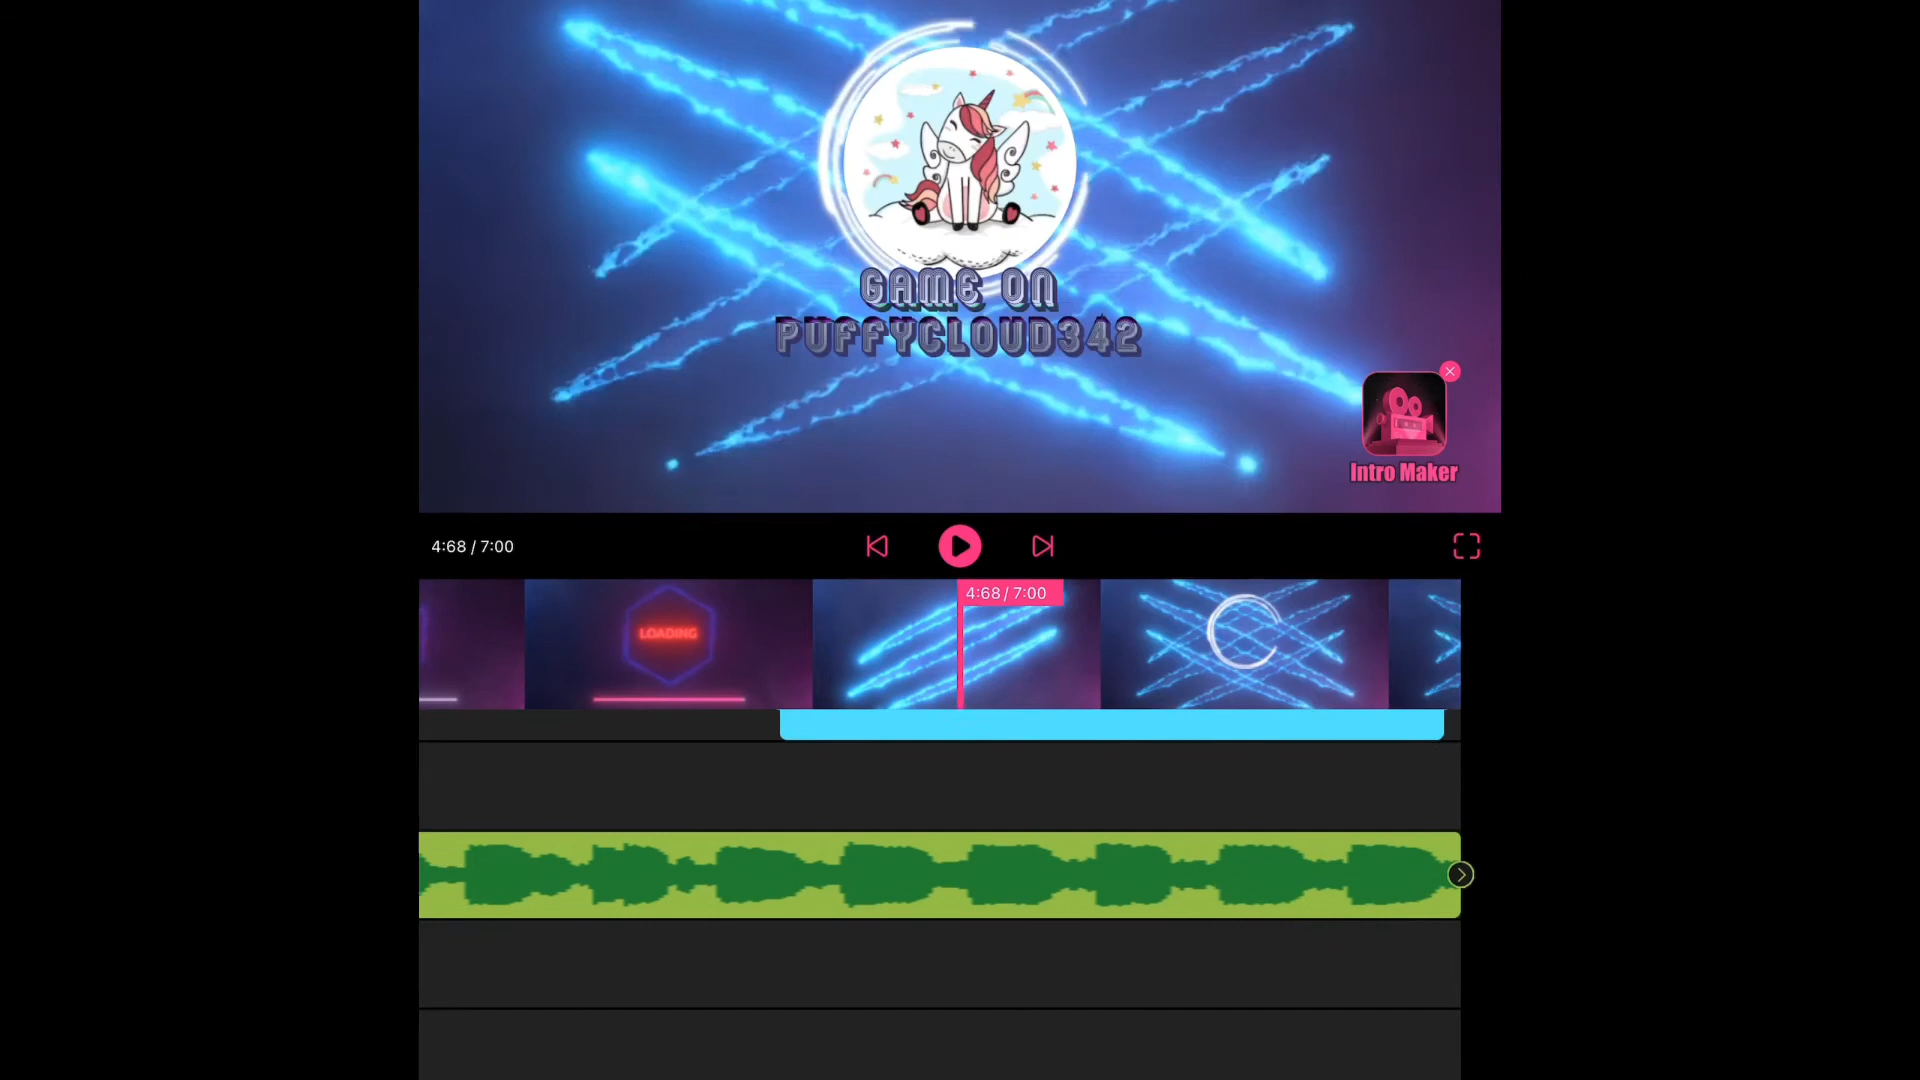 GAME ON
PUFFYCLOUD342
Intro Maker
4:68 / 7:00
4:68 / 7:00
LOADING